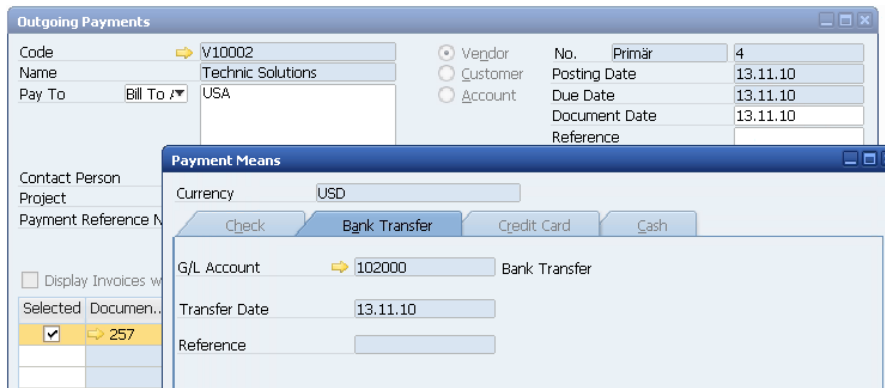 Outgoing Payments
Code V10002 Vendor No. Primär 4
Name Technic Solutions Customer Posting Date 13.11.10
Pay To Bill To USA Account Due Date 13.11.10
Document Date 13.11.10
Reference
Payment Means
Contact Person
Currency USD
Project
Payment Reference N
Check Bank Transfer Credit Card Cash
G/L Account 102000 Bank Transfer
Display Invoices w
Selected Documen.. Transfer Date 13.11.10
257
Reference